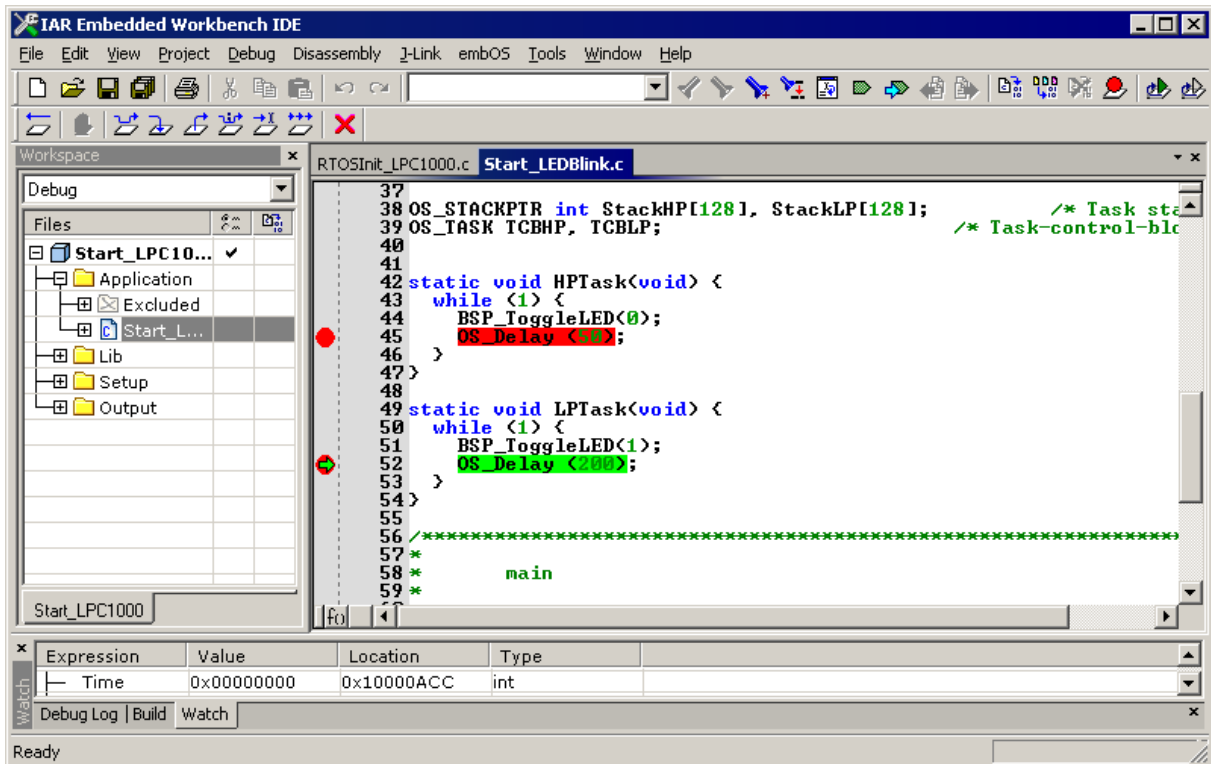 IAR Embedded Workbench IDE
File Edit View Project Debug Disassembly J-Link embOS Tools Window Help
Workspace
Debug
Files
Start_LPC10...
Application
Excluded
Start_L...
Lib
Setup
Output
Start_LPC1000
RTOSInit_LPC1000.c Start_LEDBlink.c
37
38 OS_STACKPTR int StackHP[128], StackLP[128]; /* Task sta
39 OS_TASK TCBHP, TCBLP; /* Task-control-blo
40
41
42 static void HPTask(void) {
43 while (1) {
44 BSP_ToggleLED(0);
45 OS_Delay (50);
46 }
47 }
48
49 static void LPTask(void) {
50 while (1) {
51 BSP_ToggleLED(1);
52 OS_Delay (200);
53 }
54 }
55
56 /*******************************************************************
57 *
58 * main
59 *
f()
Watch
Expression Value Location Type
Time 0x00000000 0x10000ACC int
Debug Log Build Watch
Ready